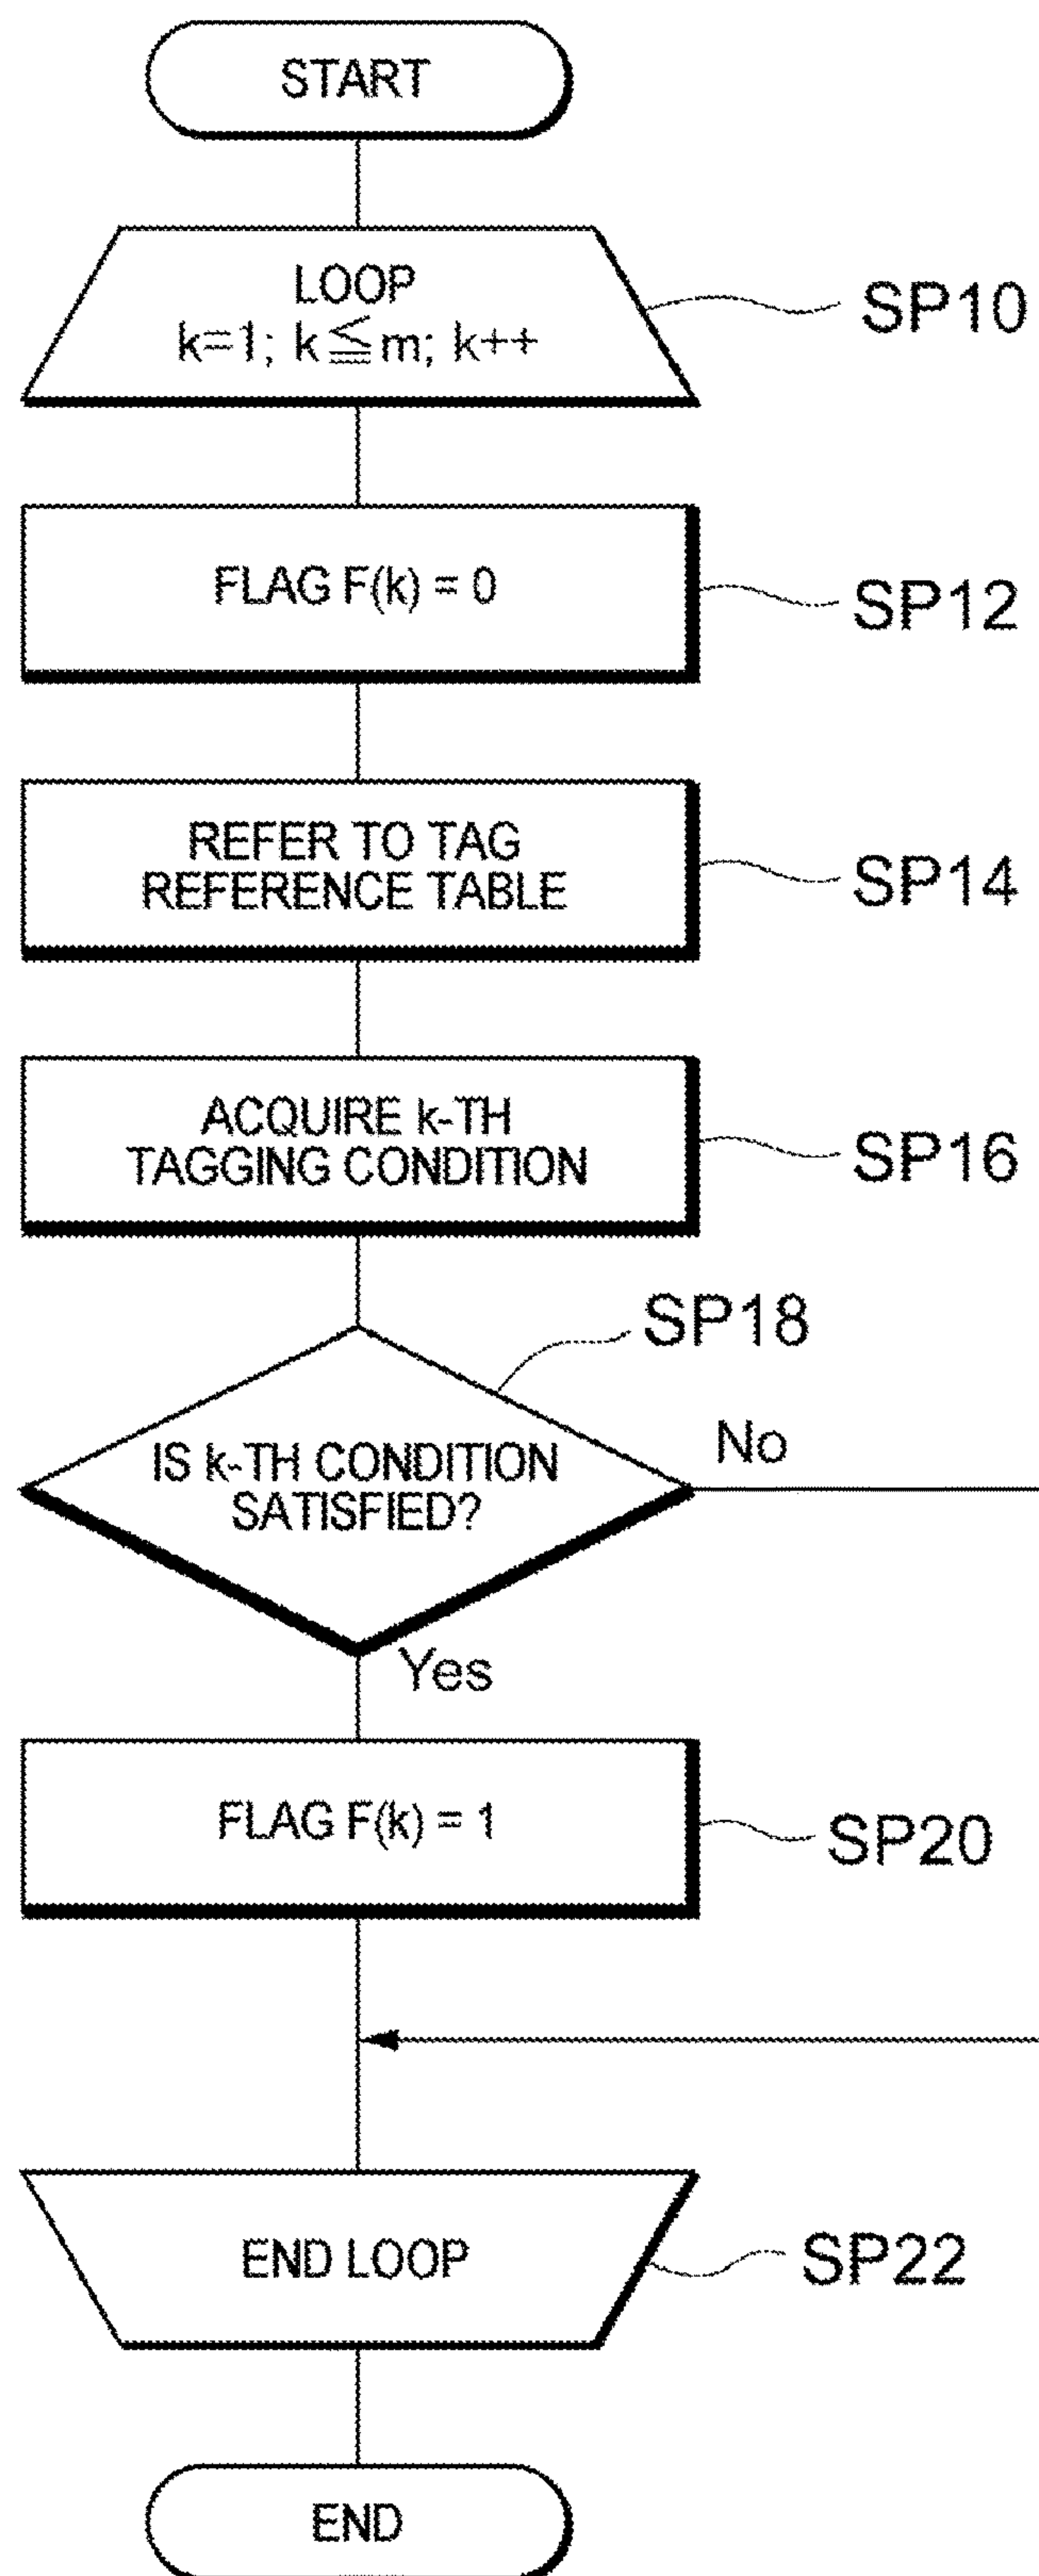 START
LOOP
k=1; k≦m; k++
SP10
FLAG F(k) = 0
SP12
REFER TO TAG
REFERENCE TABLE
SP14
ACQUIRE k-TH
TAGGING CONDITION
SP16
SP18
IS k-TH CONDITION
SATISFIED?
No
Yes
FLAG F(k) = 1
SP20
END LOOP
SP22
END